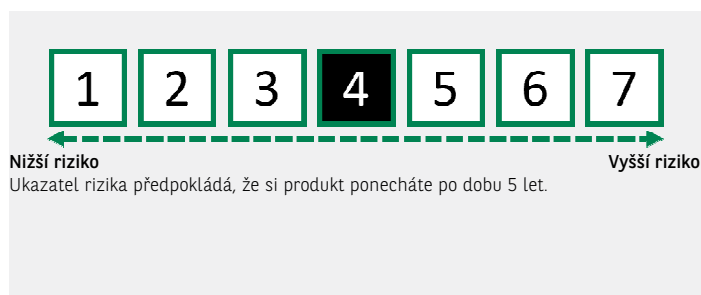 1 2 3 4 5 6 7
Nižší riziko Vyšší riziko
Ukazatel rizika předpokládá, že si produkt ponecháte po dobu 5 let.